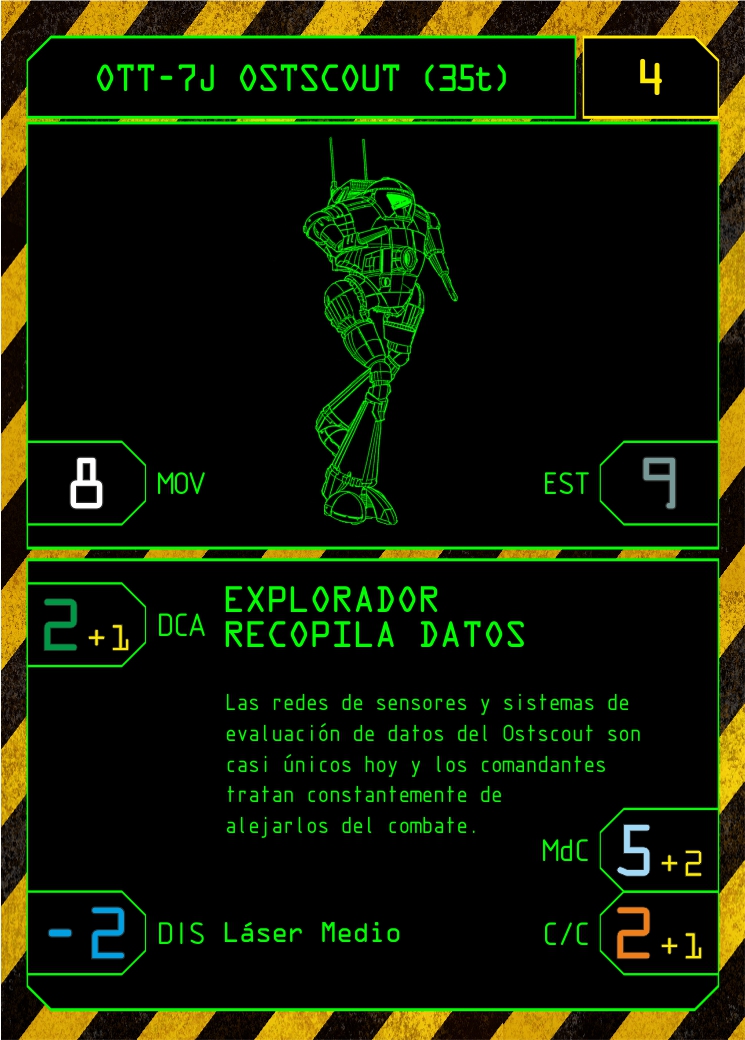 OTT-7J OSTSCOUT (35t)
4
8 MOV
EST 9
2 +1 DCA
EXPLORADOR
RECOPILA DATOS
Las redes de sensores y sistemas de
evaluación de datos del Ostscout son
casi únicos hoy y los comandantes
tratan constantemente de
alejarlos del combate.
MdC 5 +2
-2 DIS Láser Medio
C/C 2 +1